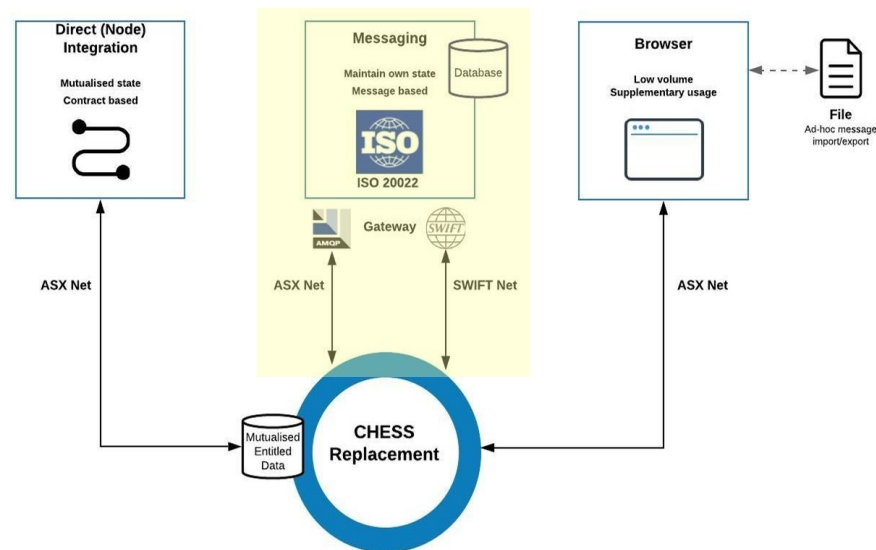 Direct (Node)
Integration
Mutualised state
Contract based
Messaging
Maintain own state
Message based
Database
ISO
ISO 20022
AMQP
Gateway
SWIFT
Browser
Low volume
Supplementary usage
File
Ad-hoc message
import/export
ASX Net
ASX Net
SWIFT Net
ASX Net
Mutualised
Entitled
Data
CHESS
Replacement